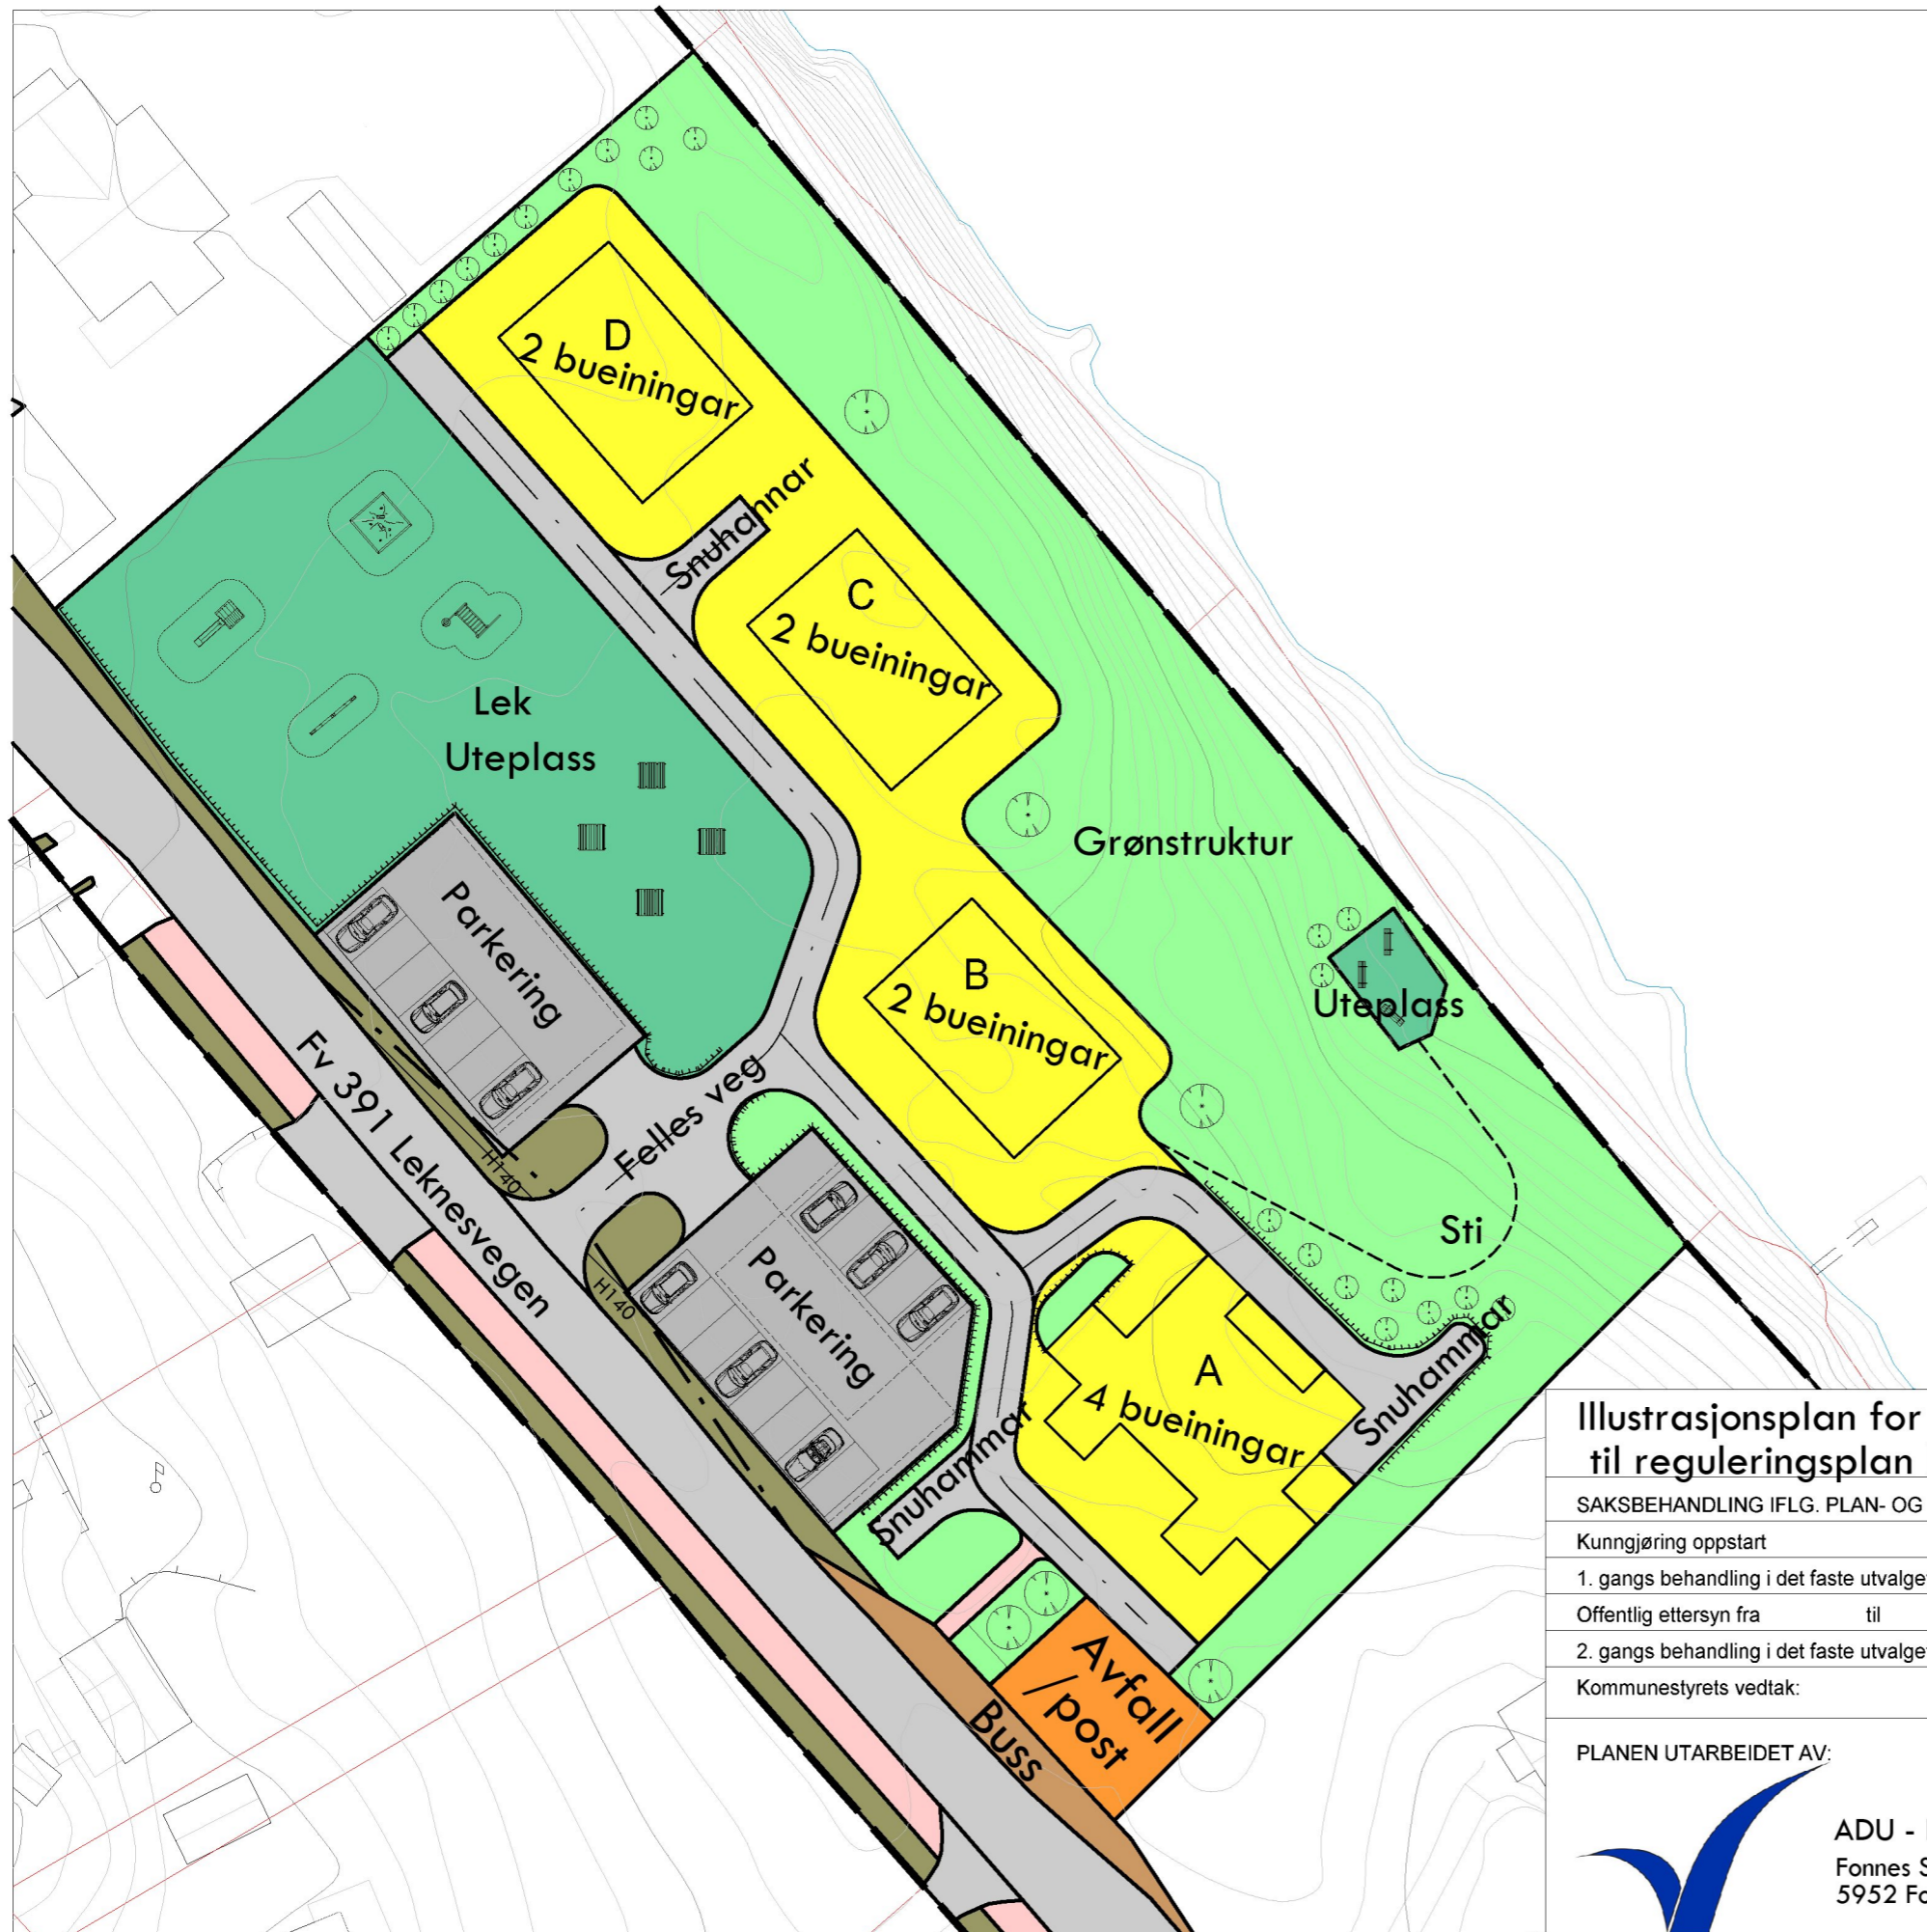 D
2 bueiningar
Snuhannar
C
2 bueiningar
Lek
Uteplass
Grønstruktur
Parkering
B
2 bueiningar
Uteplass
Fv 391 Leknesvegen
Felles veg
H140
H140
Sti
Parkering
A
4 bueiningar
Snuhammar
Snuhammar
Avfall
/post
Buss
Illustrasjonsplan for
til reguleringsplan
SAKSBEHANDLING IFLG. PLAN- OG
Kunngjøring oppstart
1. gangs behandling i det faste utvalge
Offentlig ettersyn fra til
2. gangs behandling i det faste utvalge
Kommunestyrets vedtak:
PLANEN UTARBEIDET AV:
ADU -
Fonnes S
5952 Fo